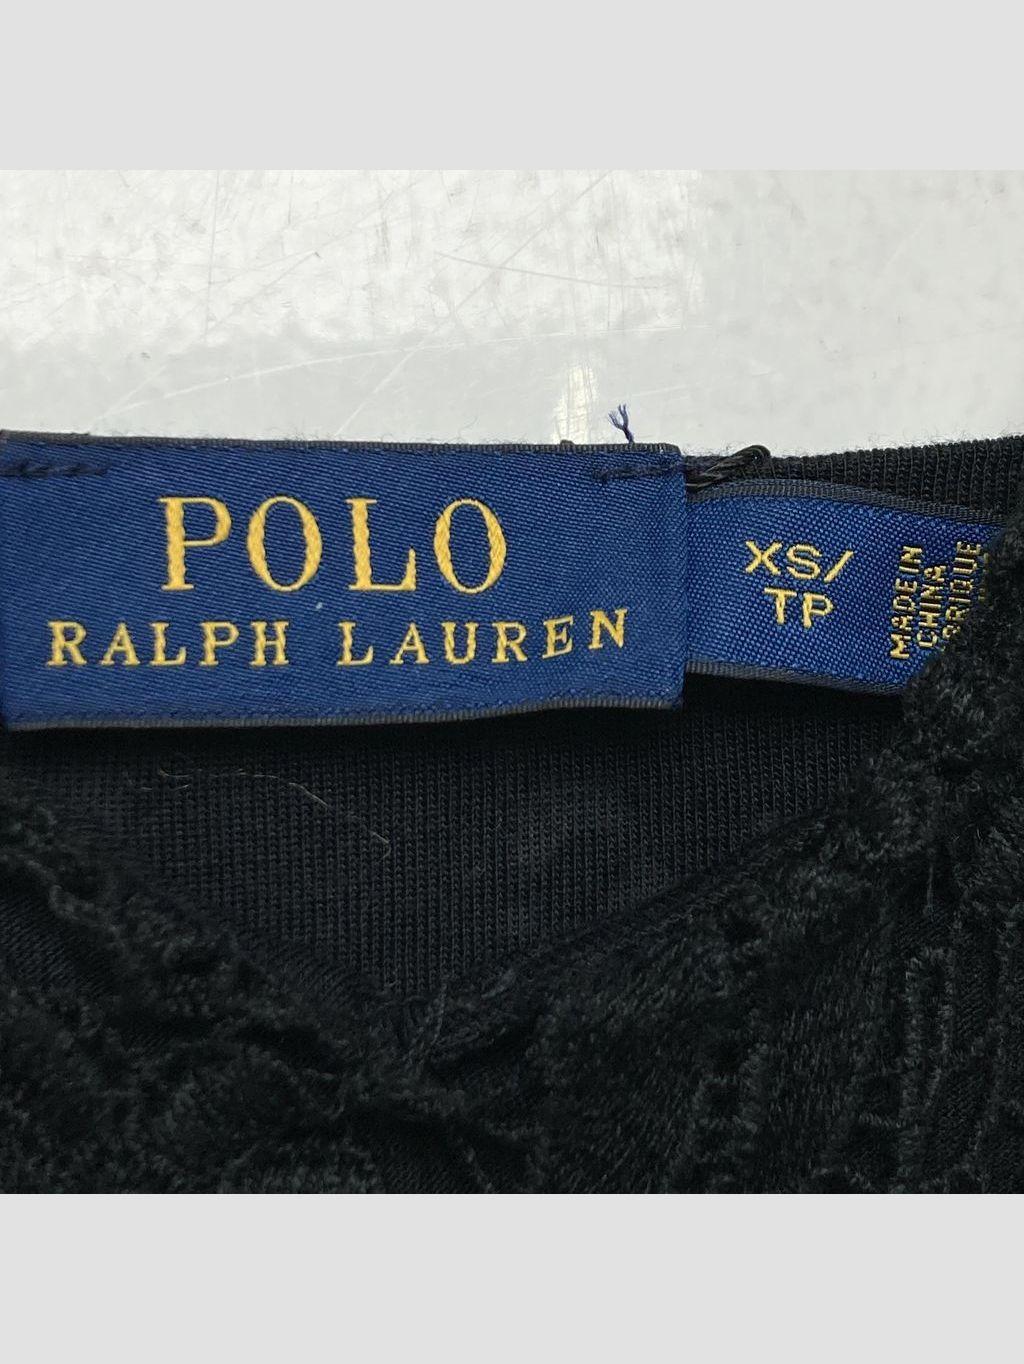 POLO
RALPH LAUREN
XS/
TP
MADE IN
CHINA